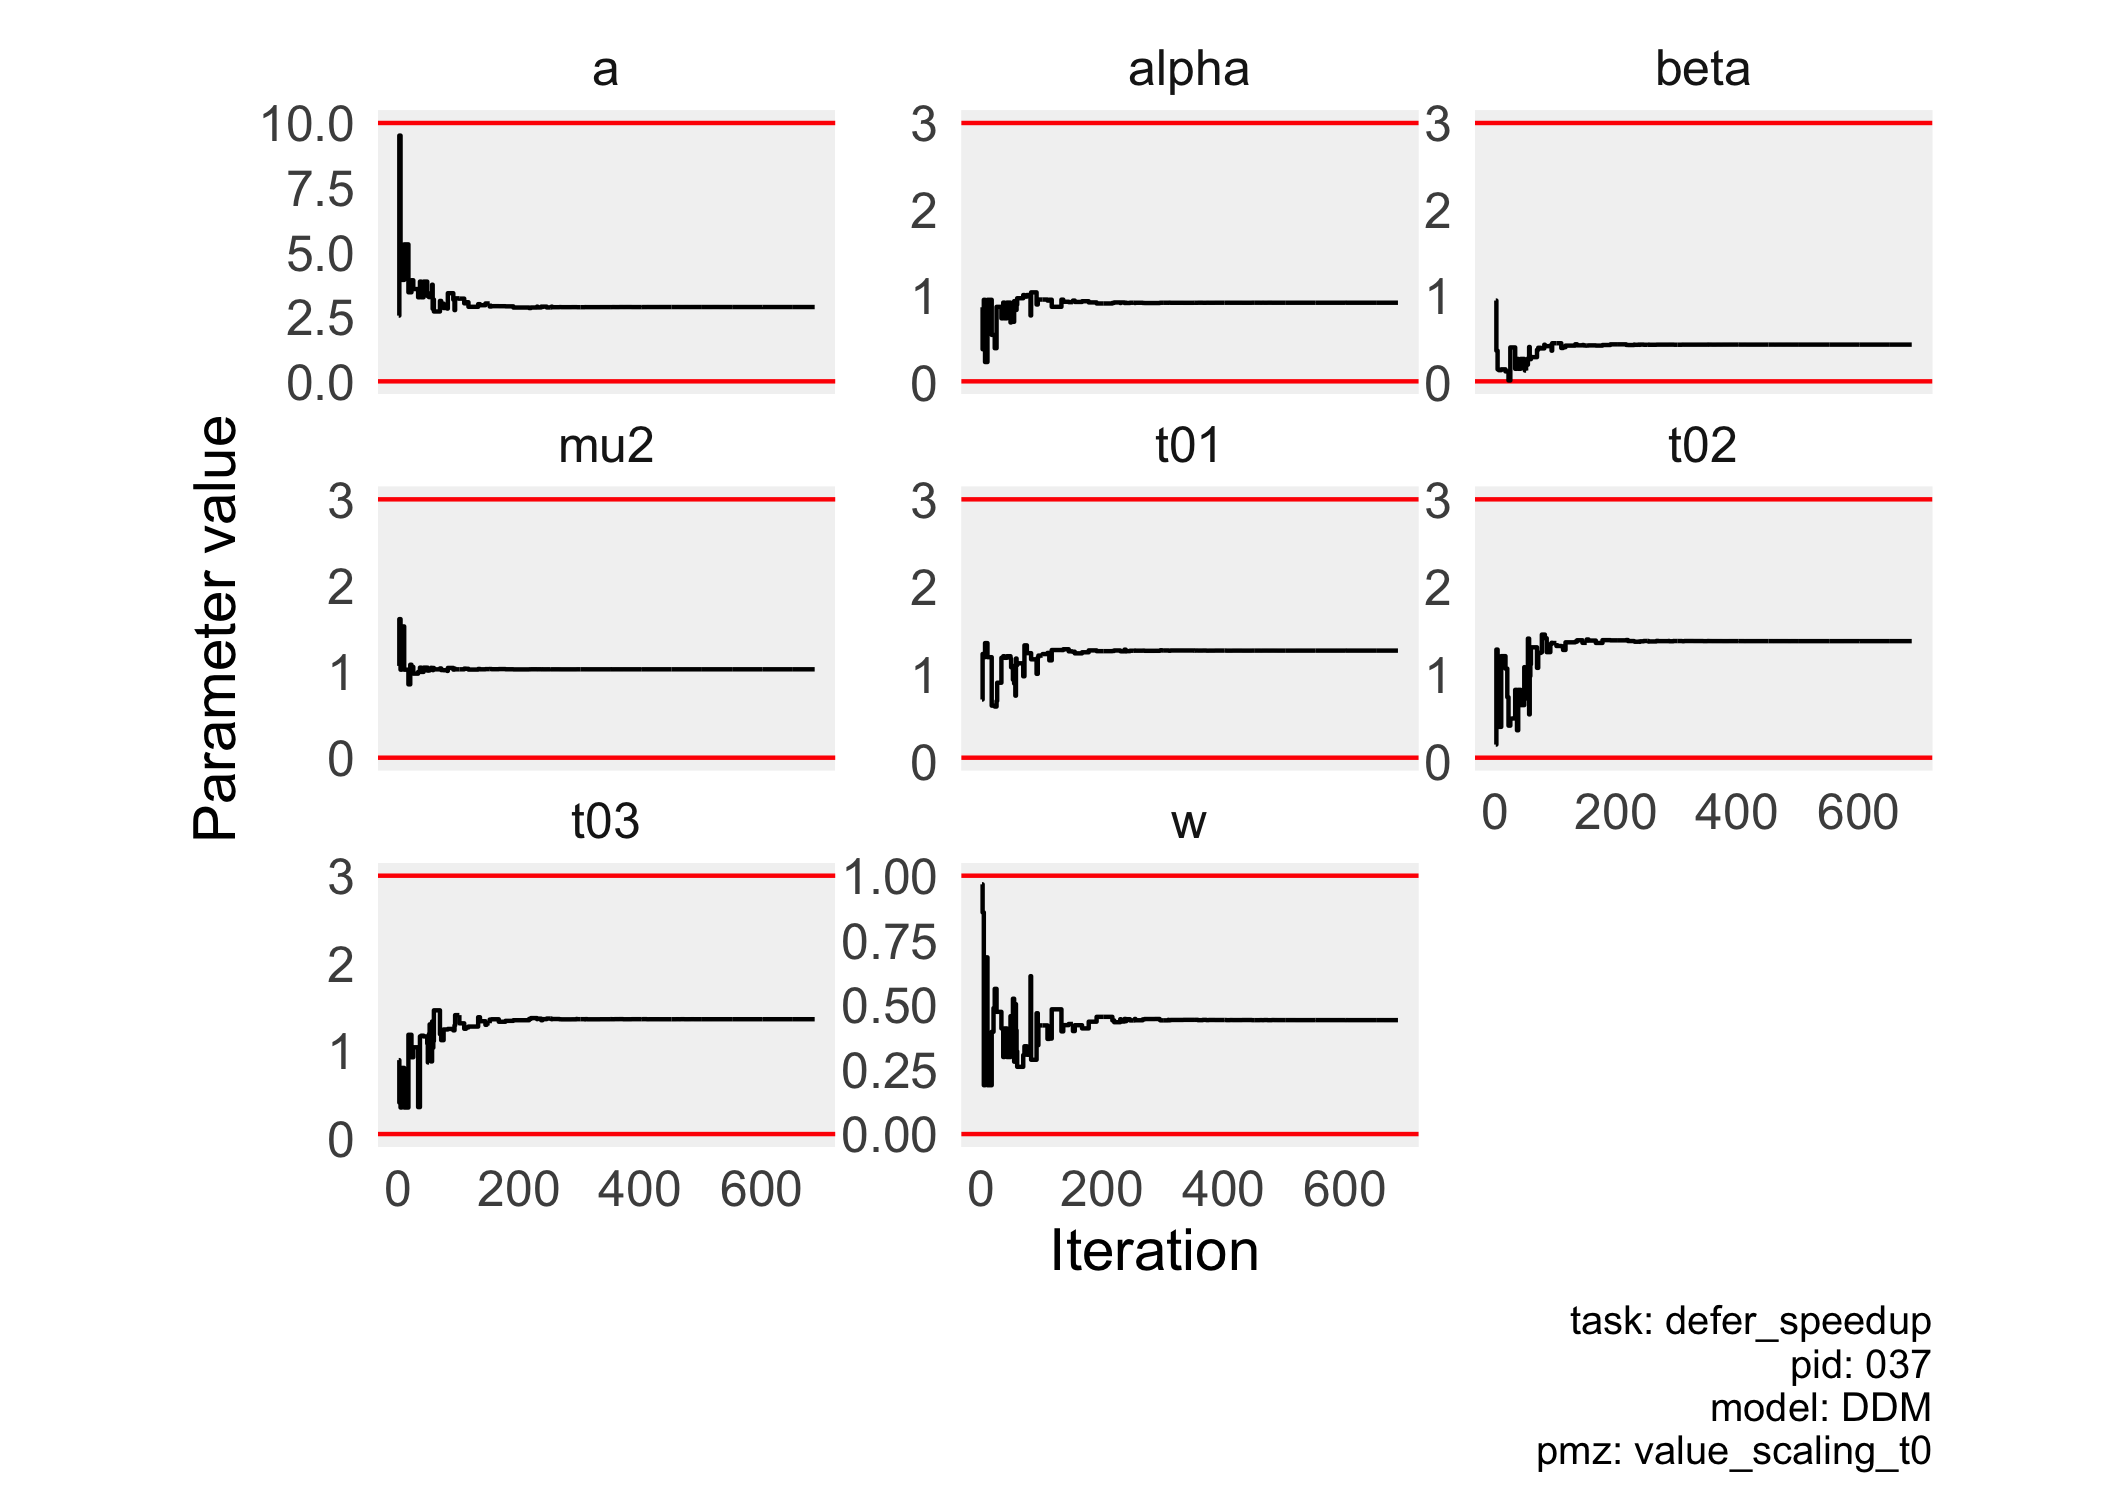 a
alpha
beta
10.0
7.5
5.0
2.5
0.0
3
2
1
0
3
2
1
0
mu2
t01
t02
3
2
1
0
3
2
1
0
3
2
1
0
0 200 400 600
t03
w
3
2
1
0
1.00
0.75
0.50
0.25
0.00
0 200 400 600
0 200 400 600
Parameter value
Iteration
task: defer_speedup
pid: 037
model: DDM
pmz: value_scaling_t0